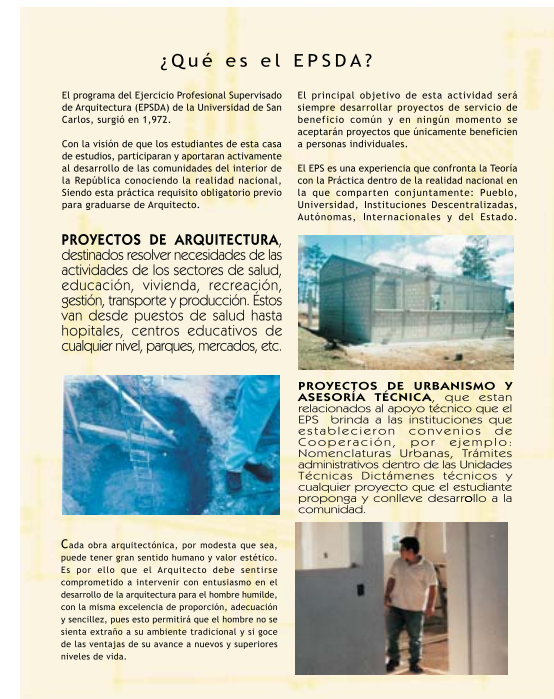 ¿Qué es el EPSDA?
El programa del Ejercicio Profesional Supervisado
de Arquitectura (EPSDA) de la Universidad de San
Carlos, surgió en 1,972.
Con la visión de que los estudiantes de esta casa
de estudios, participaran y aportaran activamente
al desarrollo de las comunidades del interior de
la República conociendo la realidad nacional,
Siendo esta práctica requisito obligatorio previo
para graduarse de Arquitecto.
PROYECTOS DE ARQUITECTURA,
destinados resolver necesidades de las
actividades de los sectores de salud,
educación, vivienda, recreación,
gestión, transporte y producción. Éstos
van desde puestos de salud hasta
hopitales, centros educativos de
cualquier nivel, parques, mercados, etc.
Cada obra arquitectónica, por modesta que sea,
puede tener gran sentido humano y valor estético.
Es por ello que el Arquitecto debe sentirse
comprometido a intervenir con entusiasmo en el
desarrollo de la arquitectura para el hombre humilde,
con la misma excelencia de proporción, adecuación
y sencillez, pues esto permitirá que el hombre no se
sienta extraño a su ambiente tradicional y si goce
de las ventajas de su avance a nuevos y superiores
niveles de vida.
El principal objetivo de esta actividad será
siempre desarrollar proyectos de servicio de
beneficio común y en ningún momento se
aceptarán proyectos que únicamente beneficien
a personas individuales.
El EPS es una experiencia que confronta la Teoría
con la Práctica dentro de la realidad nacional en
la que comparten conjuntamente: Pueblo,
Universidad, Instituciones Descentralizadas,
Autónomas, Internacionales y del Estado.
PROYECTOS DE URBANISMO Y
ASESORÍA TÉCNICA, que estan
relacionados al apoyo técnico que el
EPS brinda a las instituciones que
establecieron convenios de
Cooperación, por ejemplo:
Nomenclaturas Urbanas, Trámites
administrativos dentro de las Unidades
Técnicas Dictámenes técnicos y
cualquier proyecto que el estudiante
proponga y conlleve desarrollo a la
comunidad.